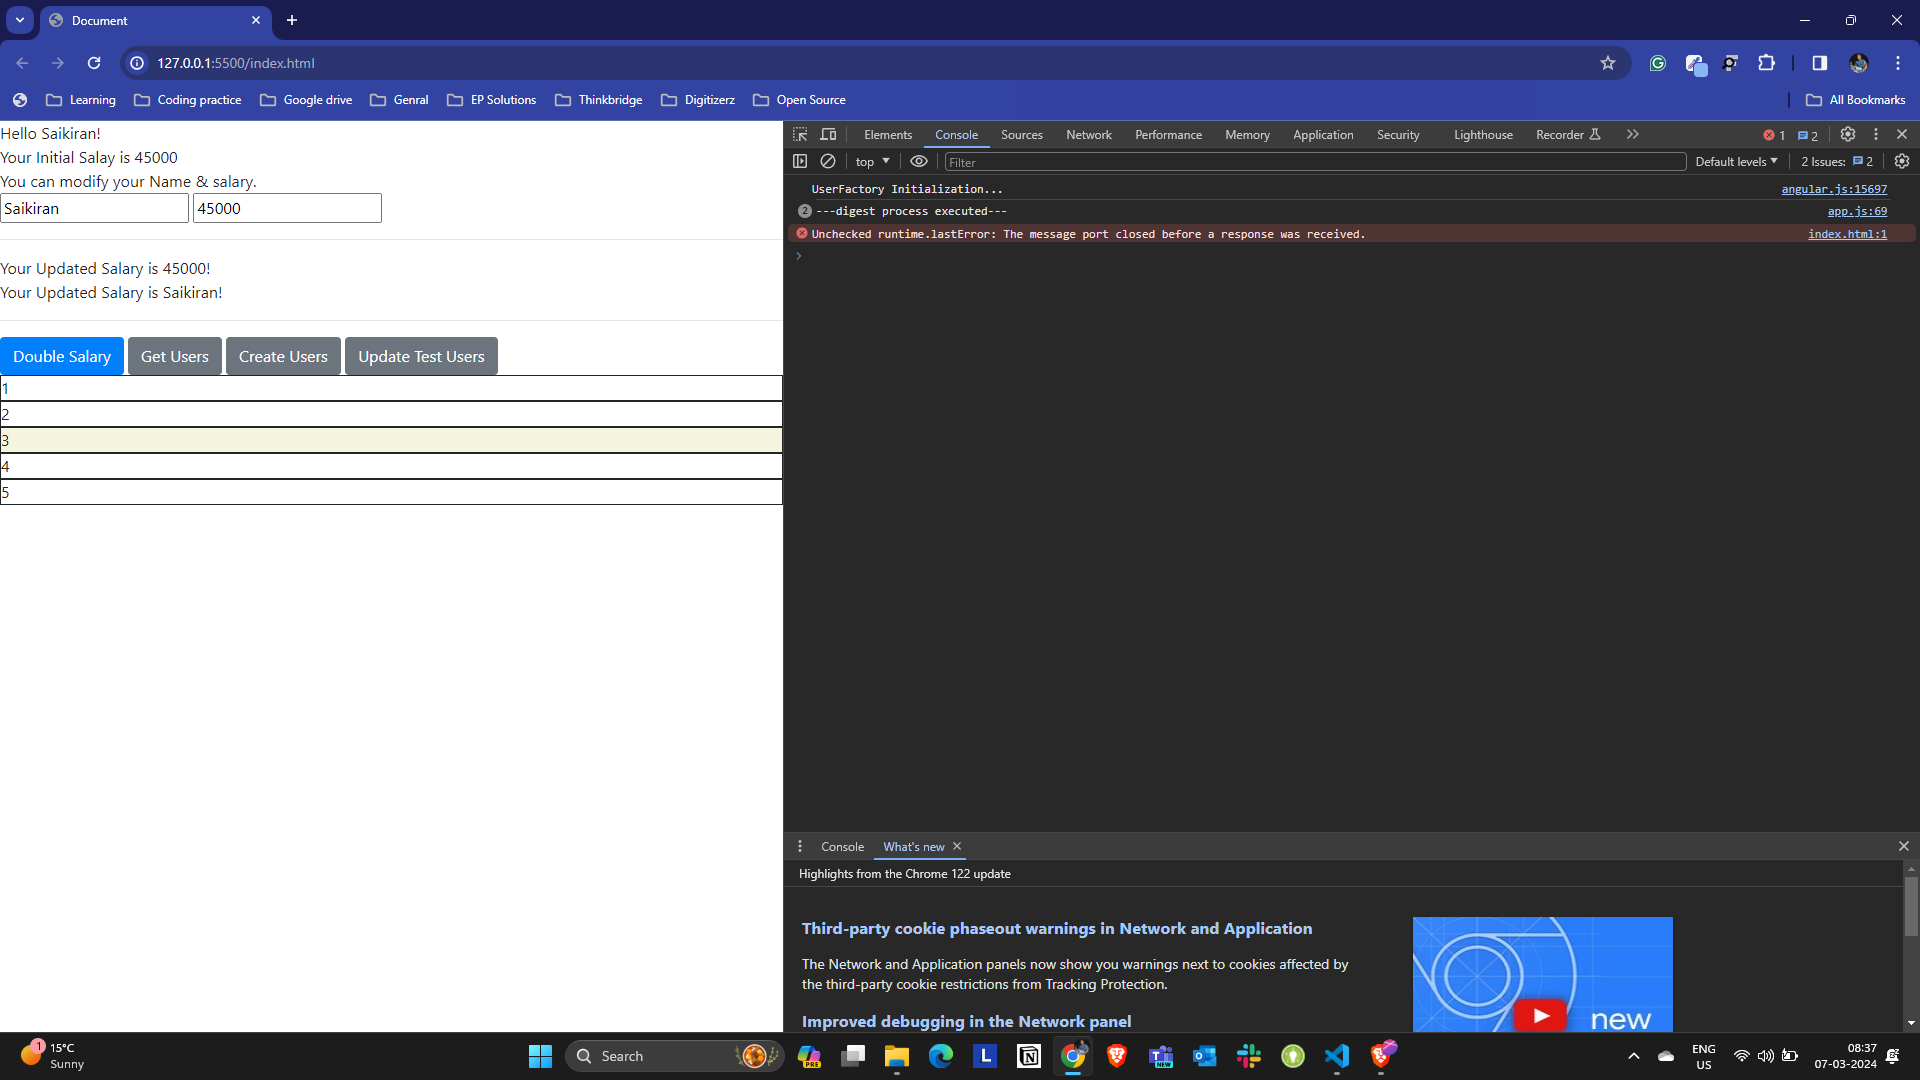 Document
127.0.0.1:5500/index.html
Learning
Coding practice
Google drive
Genral
EP Solutions
Thinkbridge
Digitizerz
Open Source
All Bookmarks
Hello Saikiran!
Your Initial Salay is 45000
You can modify your Name & salary.
Saikiran 45000
Your Updated Salary is 45000!
Your Updated Salary is Saikiran!
Double Salary Get Users Create Users Update Test Users
1
2
3
4
5
Elements Console Sources Network Performance Memory Application Security Lighthouse Recorder 1 2
top Filter Default levels 2 Issues: 2
UserFactory Initialization... angular.js:15697
2 ---digest process executed--- app.js:69
Unchecked runtime.lastError: The message port closed before a response was received. index.html:1
Console What's new
Highlights from the Chrome 122 update
Third-party cookie phaseout warnings in Network and Application
The Network and Application panels now show you warnings next to cookies affected by
the third-party cookie restrictions from Tracking Protection.
Improved debugging in the Network panel
new
1
15°C
Sunny
Search
PRE
L
N
T
NEW
ENG
US
08:37
07-03-2024